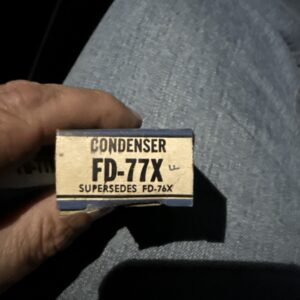 CONDENSER
FD-77X
SUPERSEDES FD-76X
F